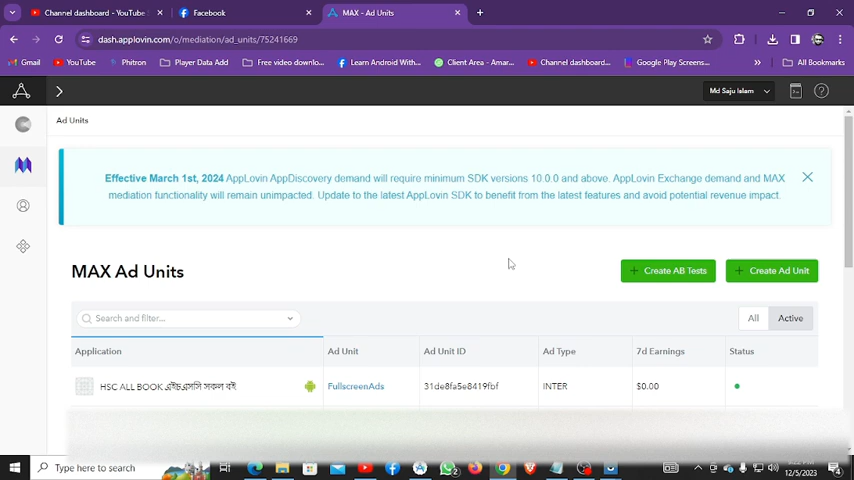 Channel dashboard - YouTube S
Facebook
MAX - Ad Units
dash.applovin.com/o/mediation/ad_units/75241669
Gmail
YouTube
Phitron
Player Data Add
Free video downlo...
Learn Android With...
Client Area - Amar...
Channel dashboard...
Google Play Screens...
All Bookmarks
Md Saju Islam
Ad Units
Effective March 1st, 2024 AppLovin AppDiscovery demand will require minimum SDK versions 10.0.0 and above. AppLovin Exchange demand and MAX
mediation functionality will remain unimpacted. Update to the latest AppLovin SDK to benefit from the latest features and avoid potential revenue impact.
MAX Ad Units
+ Create AB Tests
+ Create Ad Unit
Search and filter...
All
Active
Application
Ad Unit
Ad Unit ID
Ad Type
7d Earnings
Status
HSC ALL BOOK এইচএসসি সকল বই
FullscreenAds
31de8fa5e8419fbf
INTER
$0.00
Type here to search
2
12/5/2023
4